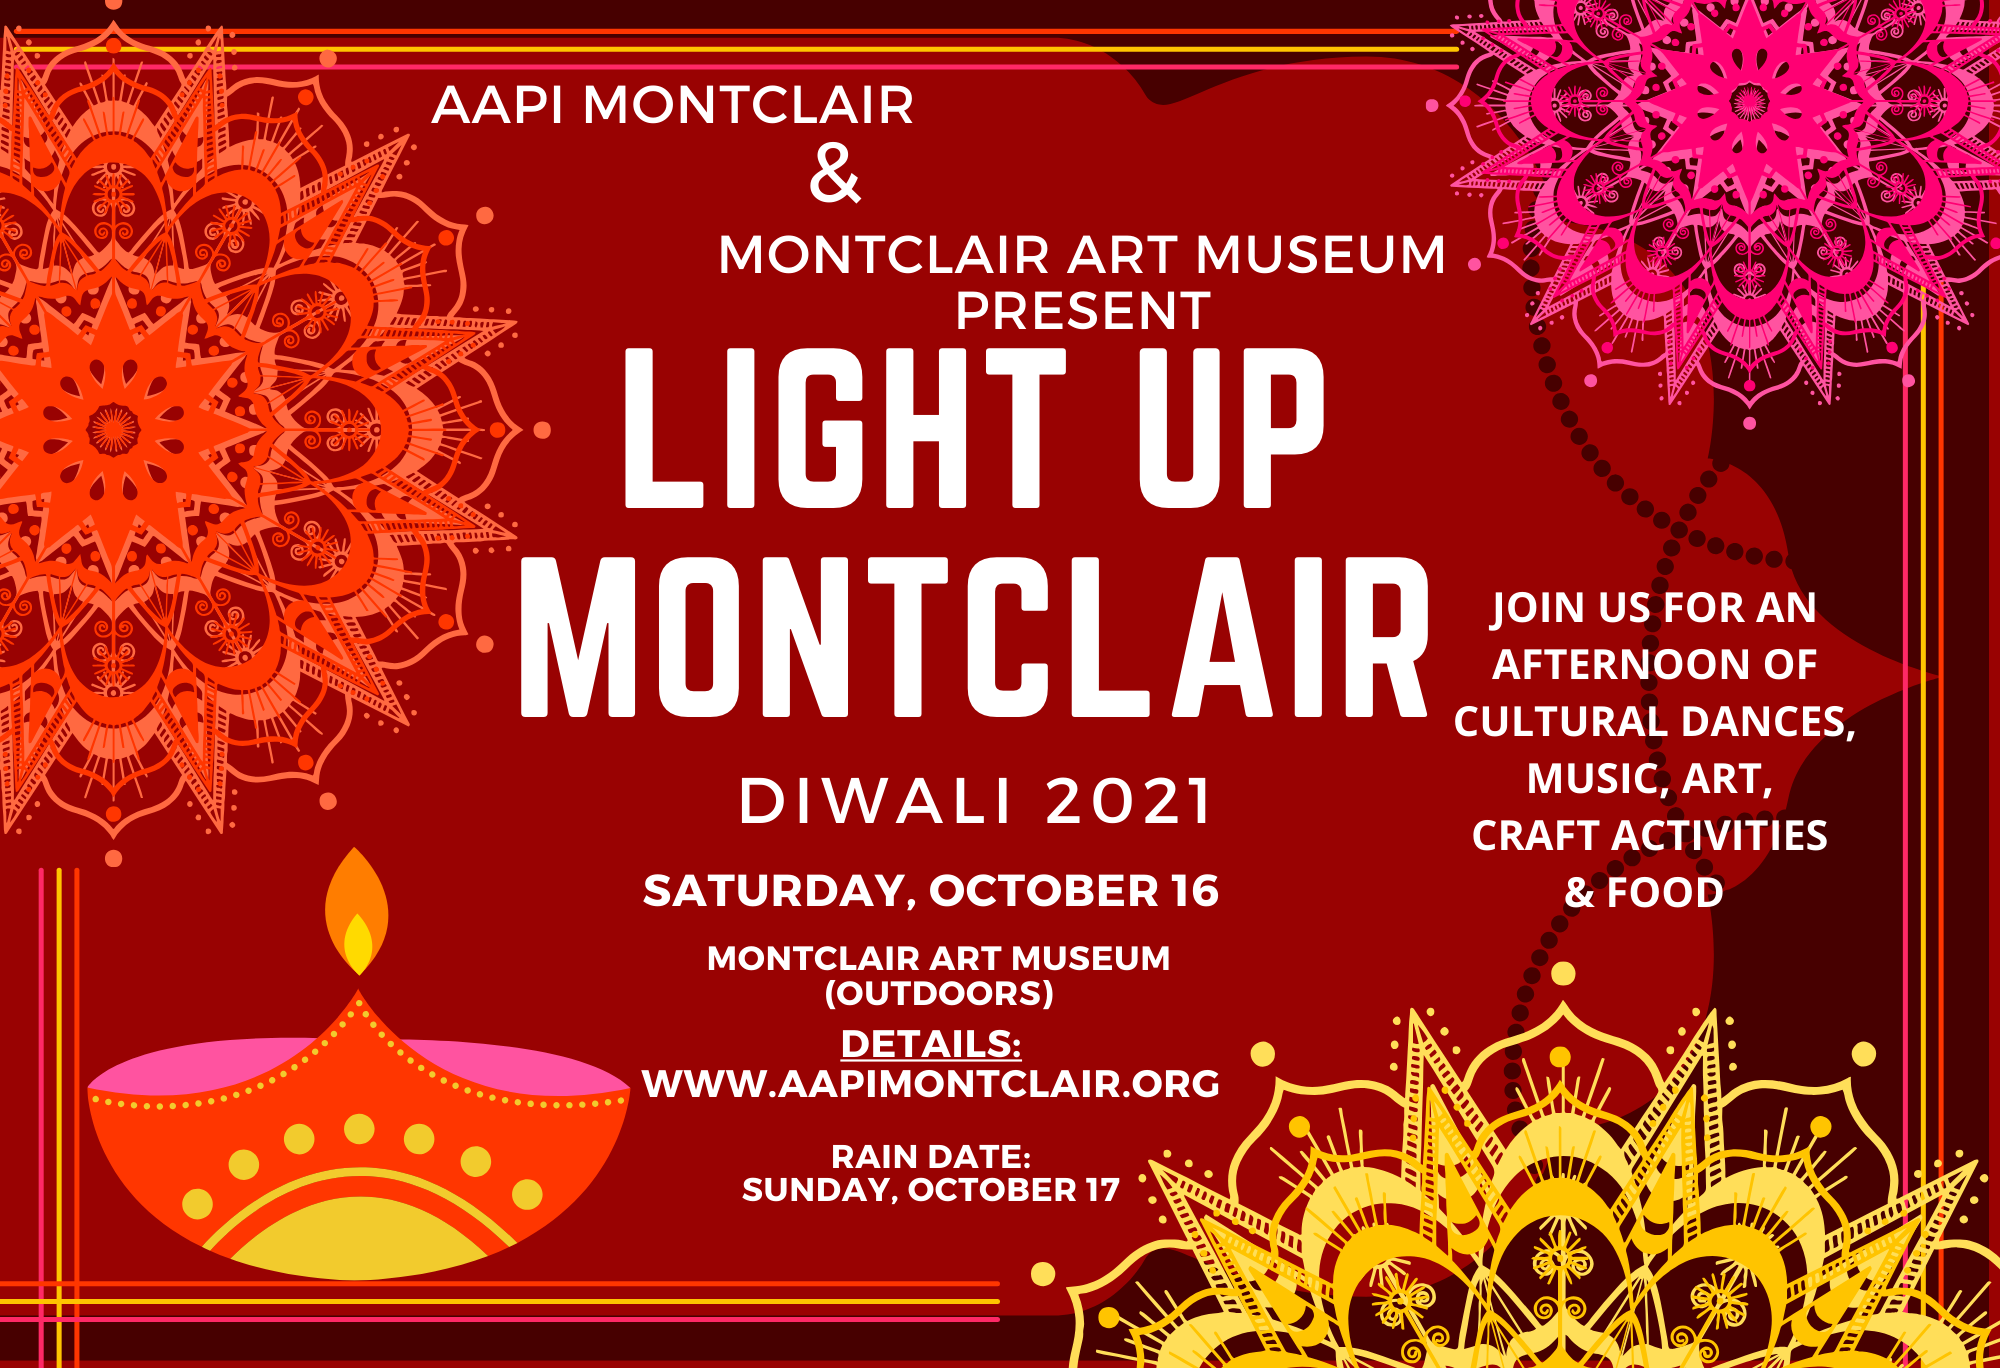 AAPI MONTCLAIR
&
MONTCLAIR ART MUSEUM
PRESENT
LIGHT UP
MONTCLAIR
DIWALI 2021
SATURDAY, OCTOBER 16
MONTCLAIR ART MUSEUM
(OUTDOORS)
DETAILS:
WWW.AAPIMONTCLAIR.ORG
RAIN DATE:
SUNDAY, OCTOBER 17
JOIN US FOR AN
AFTERNOON OF
CULTURAL DANCES,
MUSIC, ART,
CRAFT ACTIVITIES
& FOOD